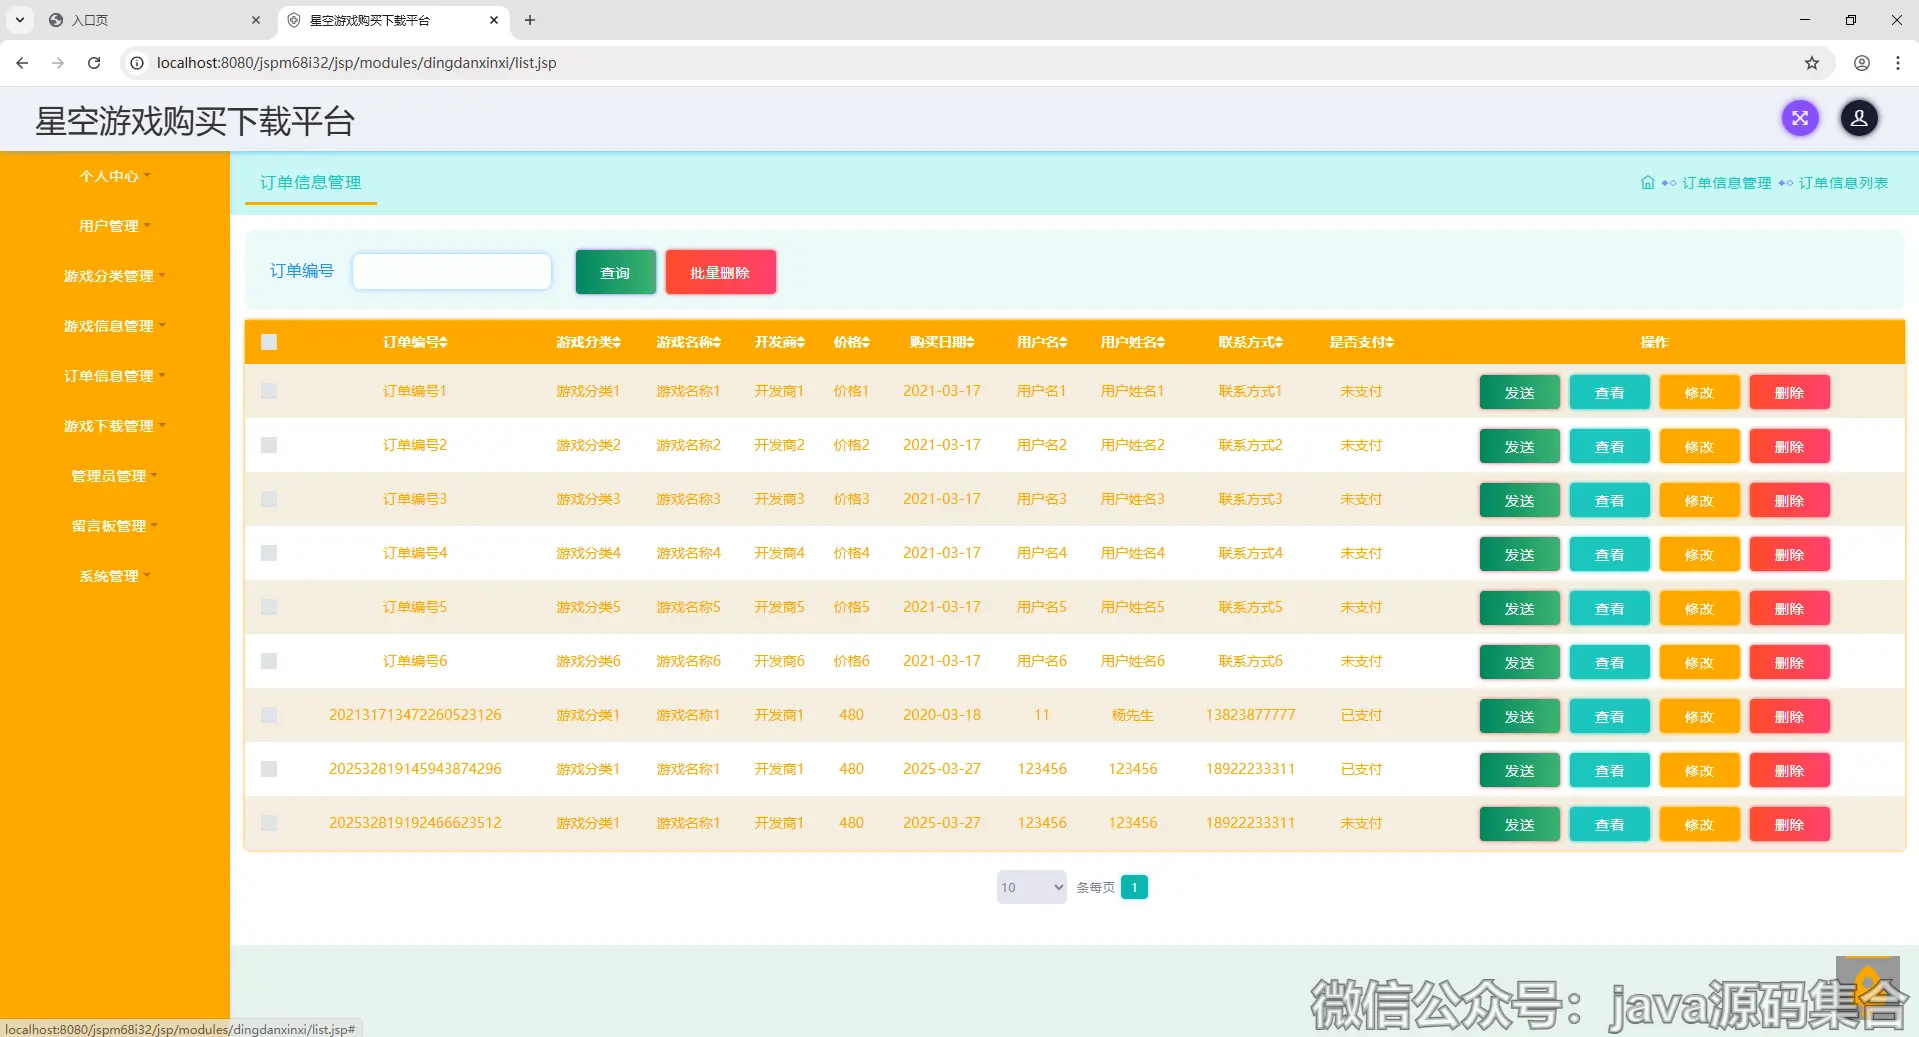 入口页
星空游戏购买下载平台
localhost:8080/jspm68i32/jsp/modules/dingdanxinxi/list.jsp
星空游戏购买下载平台
个人中心
用户管理
游戏分类管理
游戏信息管理
订单信息管理
游戏下载管理
管理员管理
留言板管理
系统管理
订单信息管理
订单信息管理 订单信息列表
订单编号 查询 批量删除
订单编号 游戏分类 游戏名称 开发商 价格 购买日期 用户名 用户姓名 联系方式 是否支付 操作
订单编号1 游戏分类1 游戏名称1 开发商1 价格1 2021-03-17 用户名1 用户姓名1 联系方式1 未支付 发送 查看 修改 删除
订单编号2 游戏分类2 游戏名称2 开发商2 价格2 2021-03-17 用户名2 用户姓名2 联系方式2 未支付 发送 查看 修改 删除
订单编号3 游戏分类3 游戏名称3 开发商3 价格3 2021-03-17 用户名3 用户姓名3 联系方式3 未支付 发送 查看 修改 删除
订单编号4 游戏分类4 游戏名称4 开发商4 价格4 2021-03-17 用户名4 用户姓名4 联系方式4 未支付 发送 查看 修改 删除
订单编号5 游戏分类5 游戏名称5 开发商5 价格5 2021-03-17 用户名5 用户姓名5 联系方式5 未支付 发送 查看 修改 删除
订单编号6 游戏分类6 游戏名称6 开发商6 价格6 2021-03-17 用户名6 用户姓名6 联系方式6 未支付 发送 查看 修改 删除
202131713472260523126 游戏分类1 游戏名称1 开发商1 480 2020-03-18 11 杨先生 13823877777 已支付 发送 查看 修改 删除
202532819145943874296 游戏分类1 游戏名称1 开发商1 480 2025-03-27 123456 123456 18922233311 已支付 发送 查看 修改 删除
202532819192466623512 游戏分类1 游戏名称1 开发商1 480 2025-03-27 123456 123456 18922233311 未支付 发送 查看 修改 删除
10 条每页 1
微信公众号：java源码集合
localhost:8080/jspm68i32/jsp/modules/dingdanxinxi/list.jsp#